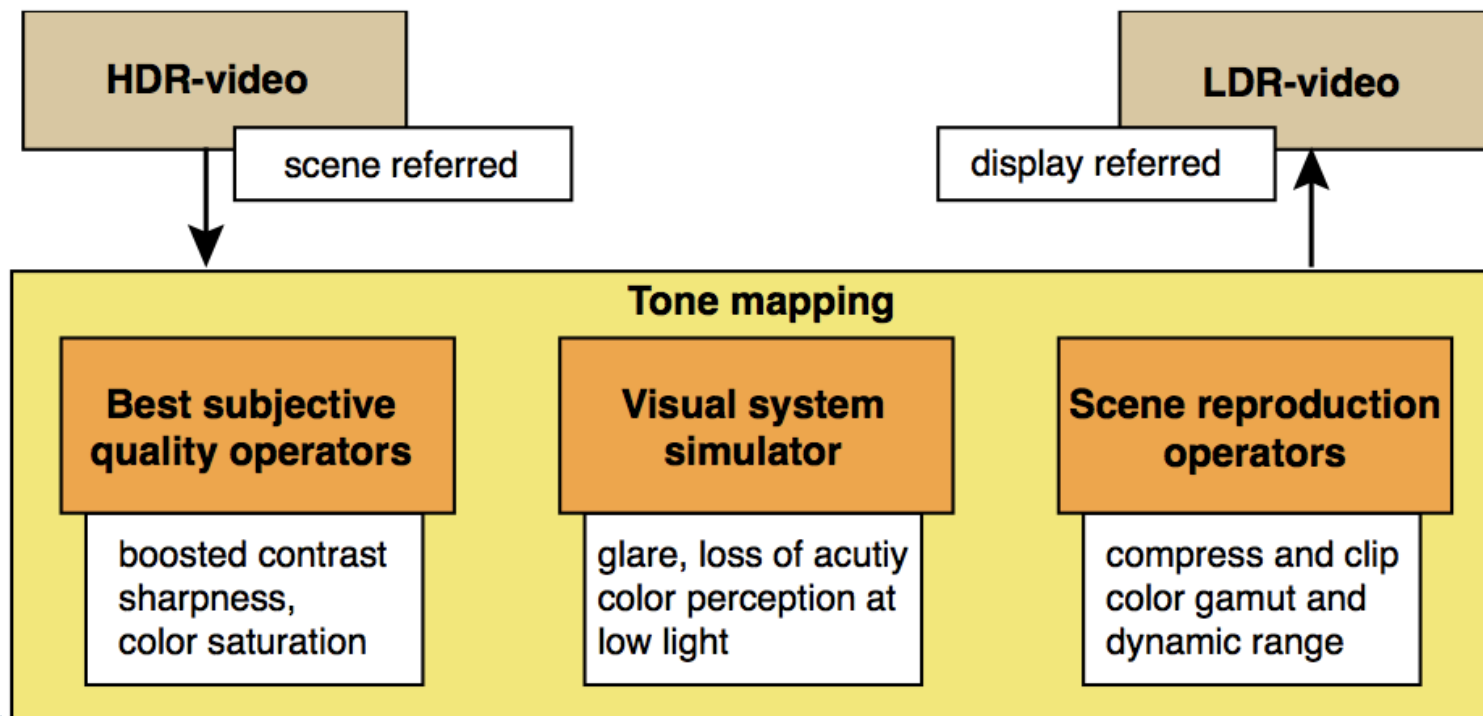 HDR-video
scene referred
LDR-video
display referred
Tone mapping
Best subjective
quality operators
boosted contrast
sharpness,
color saturation
Visual system
simulator
glare, loss of acutiy
color perception at
low light
Scene reproduction
operators
compress and clip
color gamut and
dynamic range